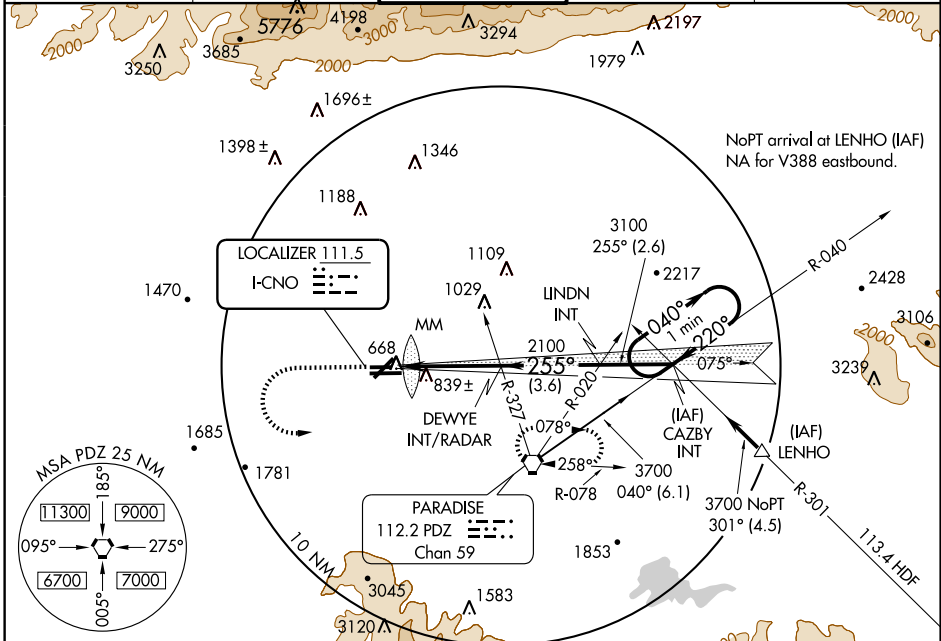 5776
4198
3000
3294
2197
2000
2000
3250
3685
2000
1979
1696±
1398±
1346
NoPT arrival at LENHO (IAF)
NA for V388 eastbound.
1188
LOCALIZER 111.5
I-CNO
3100
255° (2.6)
R-040
1109
2217
1470
1029
LINDN
INT
040°
1 min
220°
2428
3106
2000
MM
668
2100
255°
(3.6)
075°
839±
R-327
R-020
3239
DEWYE
INT/RADAR
(IAF)
CAZBY
INT
(IAF)
LENHO
078°
258°
R-078
3700
040° (6.1)
3700 NoPT
301° (4.5)
R-301
113.4 HDF
1685
1781
MSA PDZ 25 NM
185°
11300
9000
095°
275°
6700
7000
005°
PARADISE
112.2 PDZ
Chan 59
1853
10 NM
3045
1583
3120